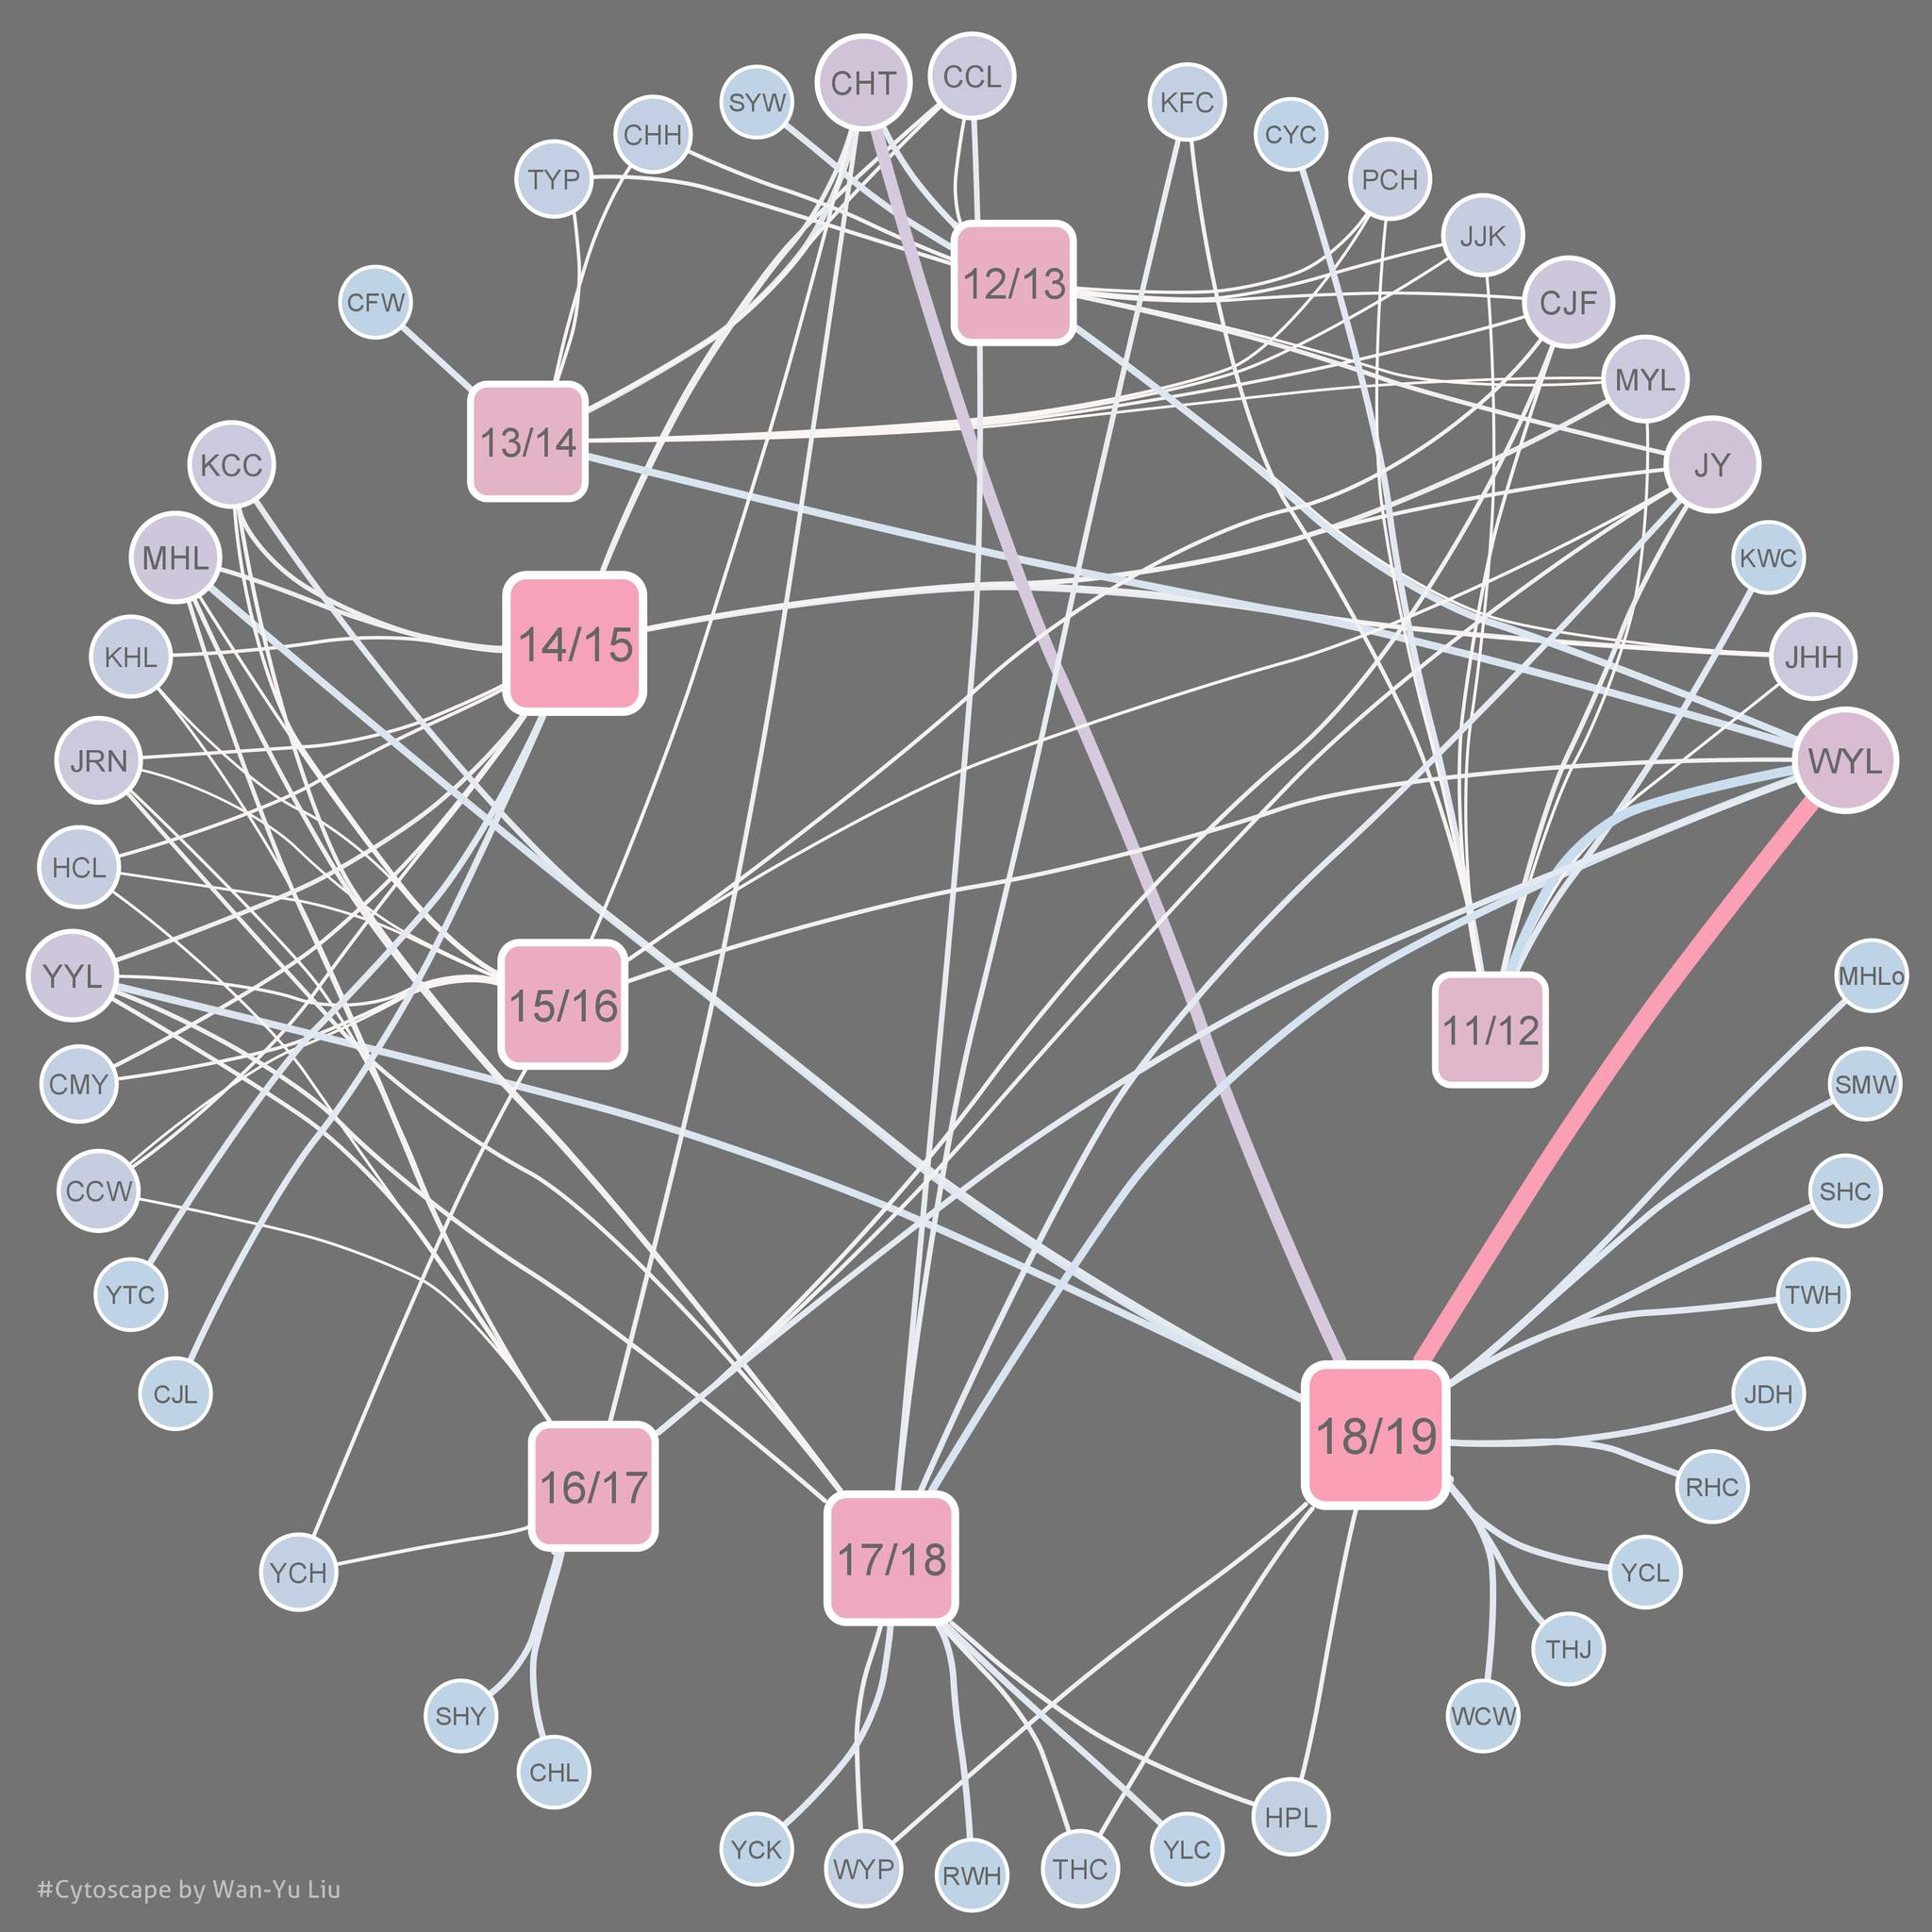 CHT
CCL
SYW
KFC
CHH
CYC
TYP
PCH
JJK
12/13
CFW
CJF
MYL
13/14
KCC
JY
MHL
KWC
14/15
KHL
JHH
JRN
WYL
HCL
YYL
MHLo
15/16
11/12
CMY
SMW
CCW
SHC
YTC
TWH
CJL
JDH
18/19
16/17
RHC
17/18
YCH
YCL
THJ
SHY
WCW
CHL
HPL
YCK
WYP
RWH
THC
YLC
#Cytoscape by Wan-Yu Liu